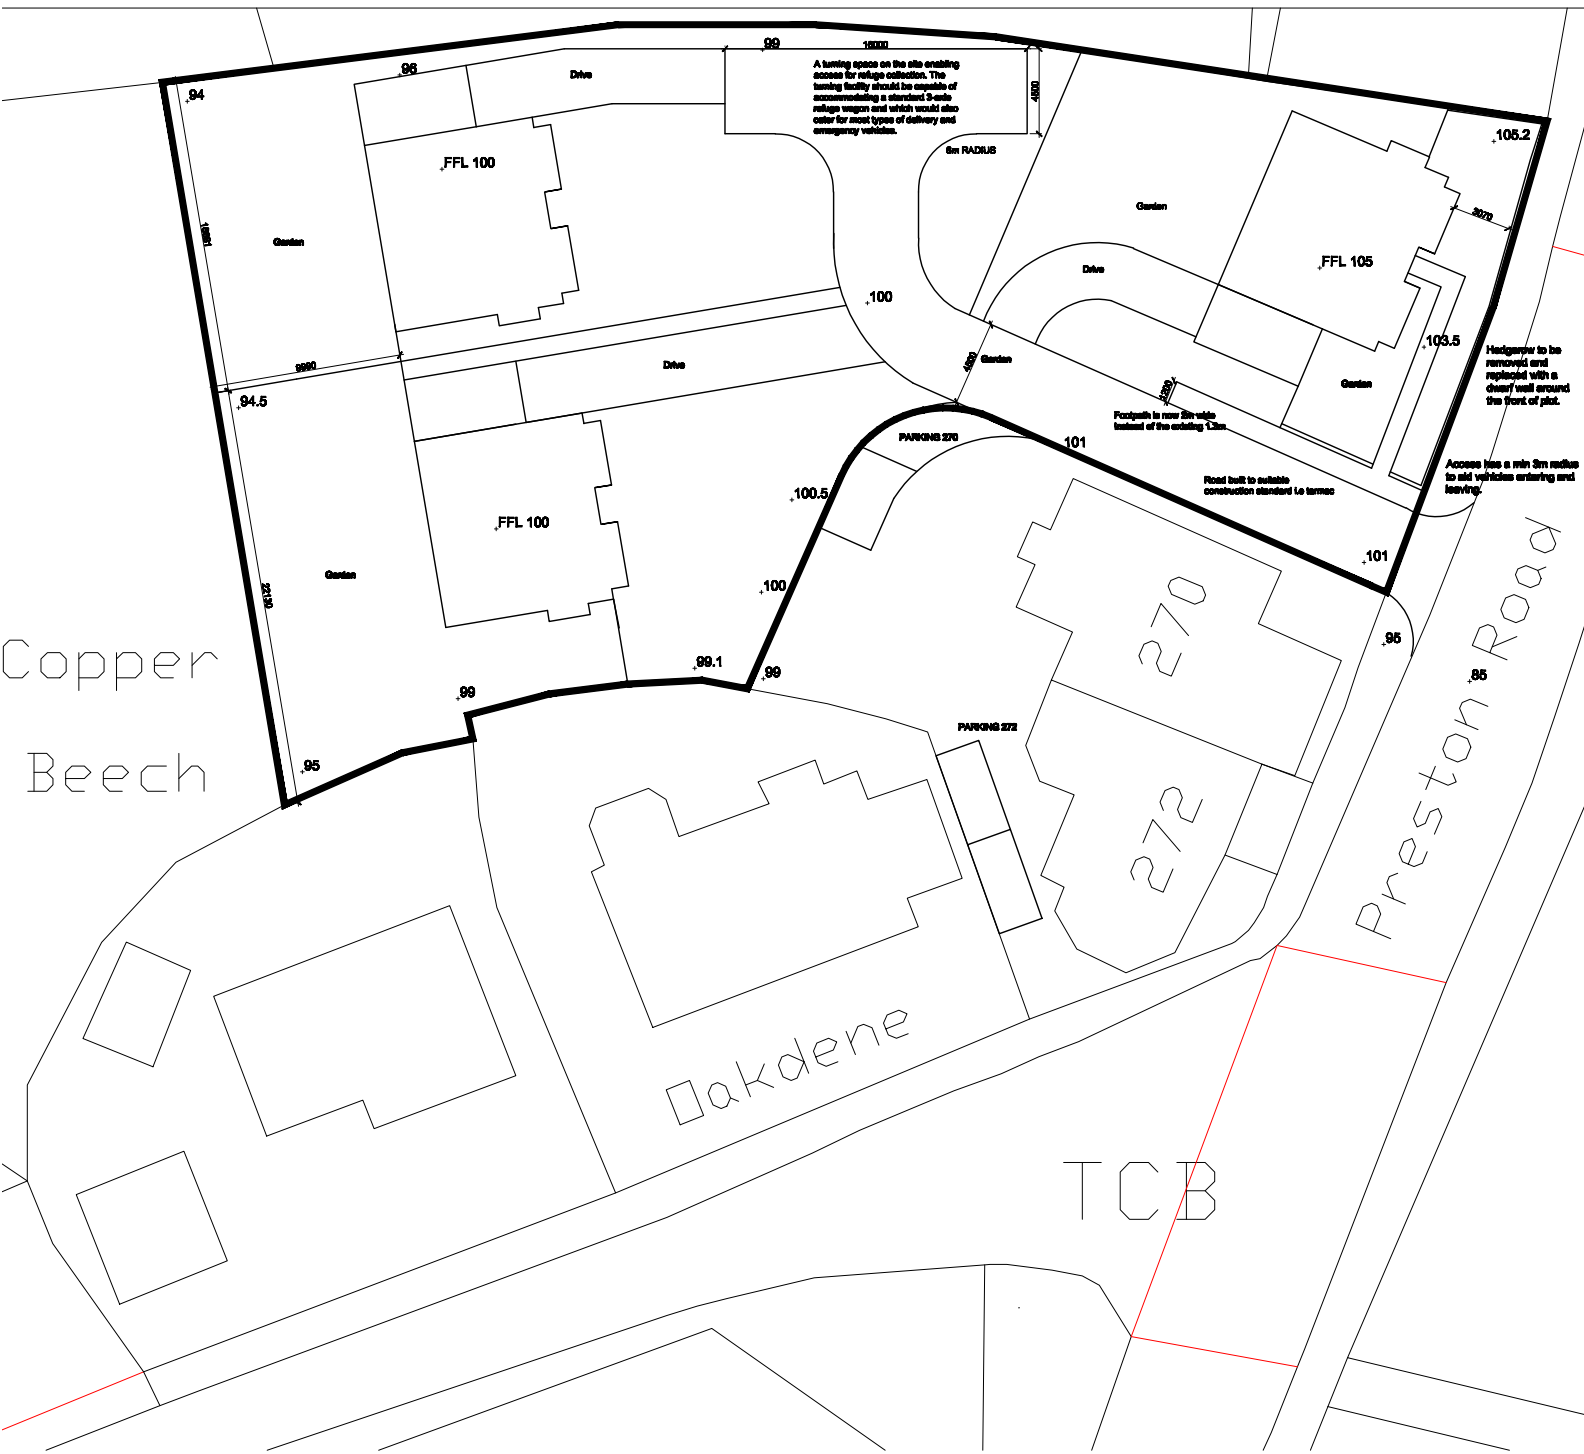 94
96
Drive
99
16000
A turning space on the site enabling
access for refuge collection. The
turning facility should be capable of
accommodating a standard 3-axle
refuge wagon and which would also
cater for most types of delivery and
emergency vehicles.
4800
6m RADIUS
105.2
FFL 100
Garden
Garden
3070
FFL 105
Drive
100
103.5
4800
Garden
Garden
Hedgerow to be
removed and
replaced with a
dwarf wall around
the front of plot.
9990
Drive
94.5
Footpath is now 2m wide
instead of the existing 1.2m
PARKING 270
101
Access has a min 3m radius
to aid vehicles entering and
leaving.
Road built to suitable
construction standard i.e tarmac
100.5
FFL 100
101
Garden
22130
100
270
95
Copper
99.1
99
99
85
PARKING 272
Beech
95
272
Preston Road
Oakdene
TCB